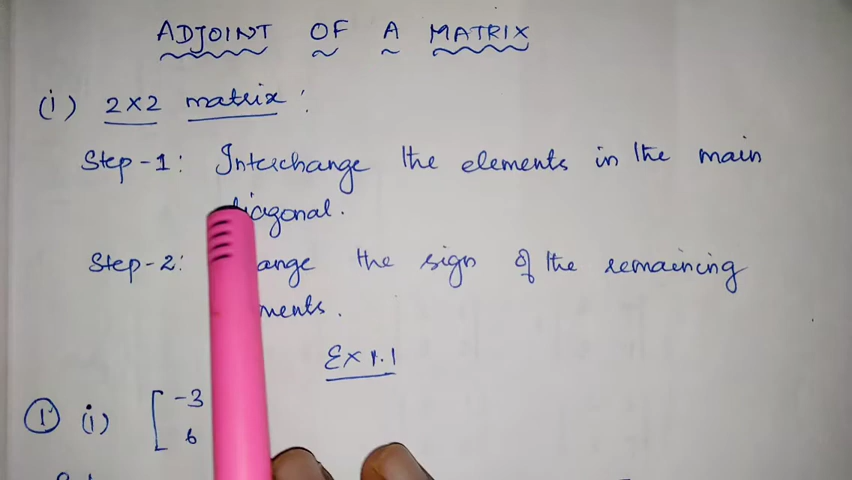 ADJOINT OF A MATRIX
(i) 2×2 matrix:
Step-1: Interchange the elements in the main
diagonal.
Step-2: the sign of the remaining
Ex 1.1
① (i) [ -3
6